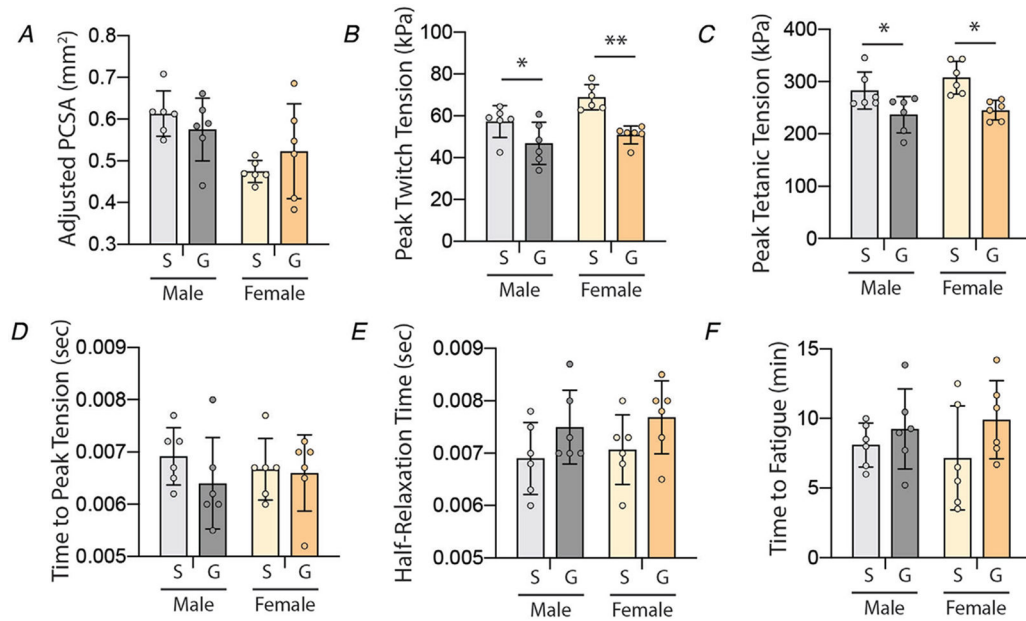 A
Adjusted PCSA (mm²)
0.8
0.7
0.6
0.5
0.4
0.3
S G S G
Male Female
B
Peak Twitch Tension (kPa)
100
80
60
40
20
0
* **
S G S G
Male Female
C
Peak Tetanic Tension (kPa)
400
300
200
100
0
* *
S G S G
Male Female
D
Time to Peak Tension (sec)
0.009
0.008
0.007
0.006
0.005
S G S G
Male Female
E
Half-Relaxation Time (sec)
0.009
0.008
0.007
0.006
0.005
S G S G
Male Female
F
Time to Fatigue (min)
15
10
5
0
S G S G
Male Female